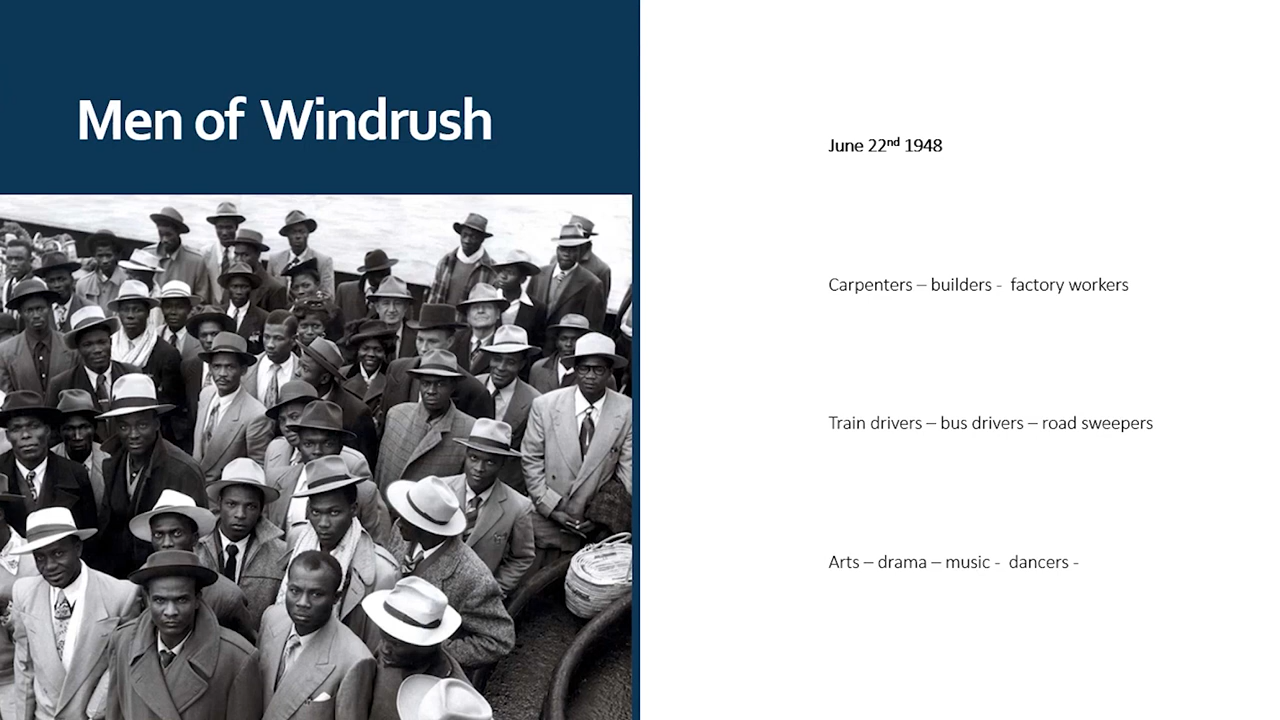 Men of Windrush
June 22nd 1948
Carpenters – builders - factory workers
Train drivers – bus drivers – road sweepers
Arts – drama – music - dancers -